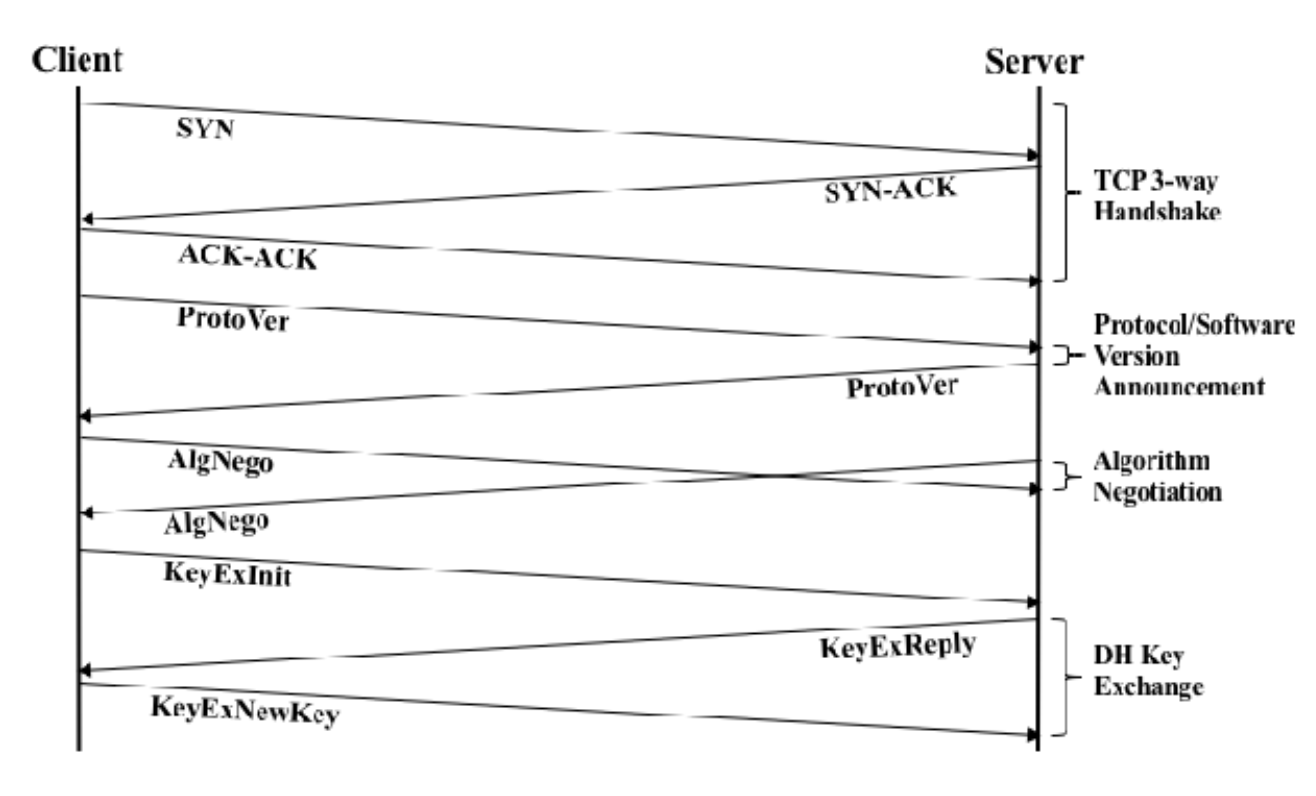 Client
Server
SYN
SYN-ACK
TCP 3-way
Handshake
ACK-ACK
ProtoVer
Protocol/Software
Version
Announcement
ProtoVer
AlgNego
Algorithm
Negotiation
AlgNego
KeyExInit
KeyExReply
DH Key
Exchange
KeyExNewKey